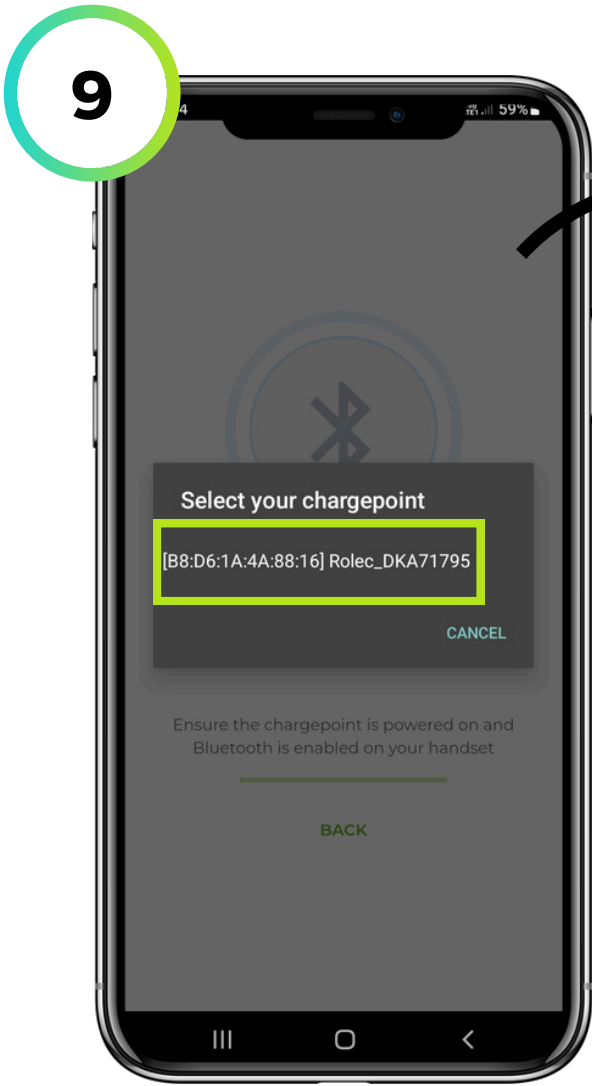 9
4
59%
Select your chargepoint
[B8:D6:1A:4A:88:16] Rolec_DKA71795
CANCEL
Ensure the chargepoint is powered on and
Bluetooth is enabled on your handset
BACK